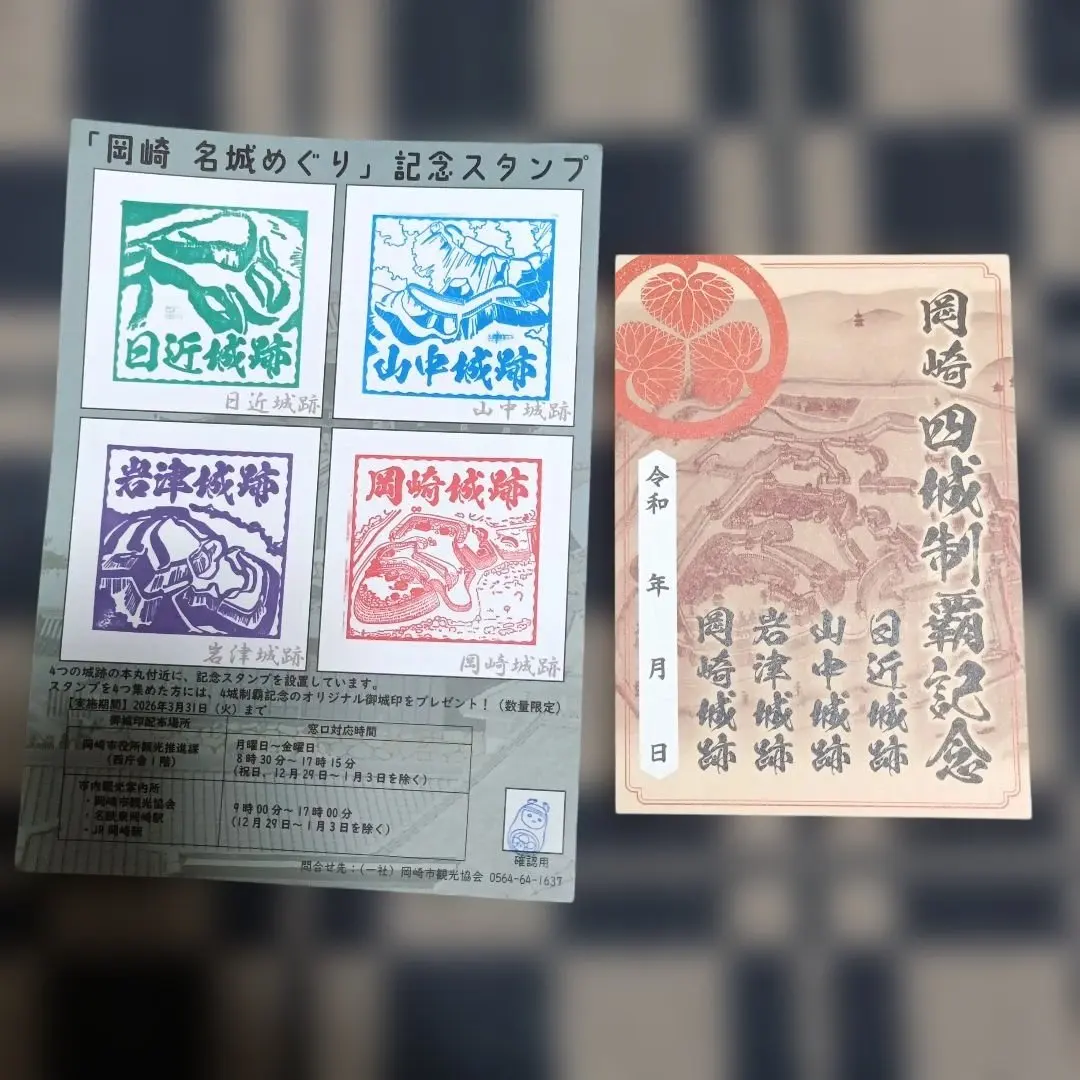 「岡崎 名城めぐり」記念スタンプ
日近城跡
日近城跡
山中城跡
山中城跡
岩津城跡
岩津城跡
岡崎城跡
岡崎城跡
4つの城跡の本丸付近に、記念スタンプを設置しています。
スタンプを4つ集めた方には、4城制覇記念のオリジナル御城印をプレゼント！（数量限定）
【実施期間】2026年3月31日（火）まで
御城印配布場所
窓口対応時間
岡崎市役所観光推進課
（西庁舎1階）
月曜日～金曜日
8時30分～17時15分
（祝日、12月29日～1月3日を除く）
市内観光案内所
・岡崎市観光協会
・名鉄東岡崎駅
・JR岡崎駅
9時00分～17時00分
（12月29日～1月3日を除く）
確認用
問合せ先：（一社）岡崎市観光協会 0564-64-1637
岡崎 四城制覇記念
日近城跡
山中城跡
岩津城跡
岡崎城跡
令和 年 月 日